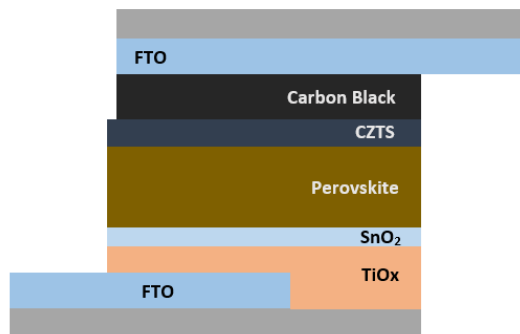 FTO
Carbon Black
CZTS
Perovskite
SnO₂
TiOx
FTO